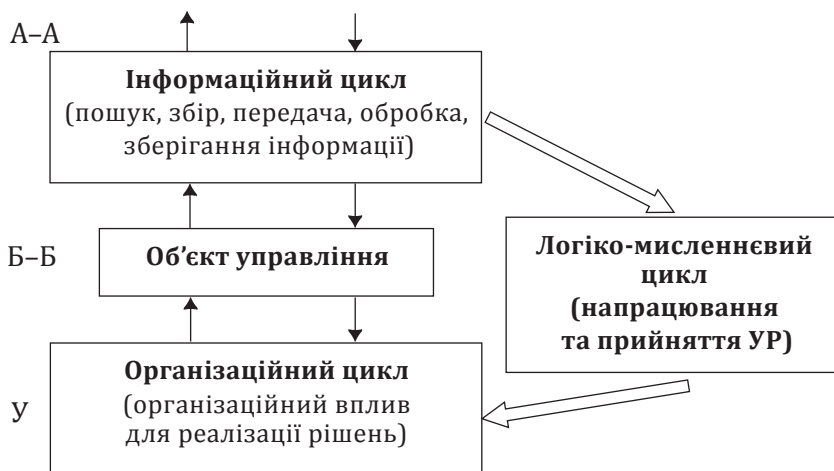 А–А
Інформаційний цикл
(пошук, збір, передача, обробка,
зберігання інформації)
Б–Б
Об’єкт управління
Логіко-мисленнєвий
цикл
(напрацювання
та прийняття УР)
У
Організаційний цикл
(організаційний вплив
для реалізації рішень)